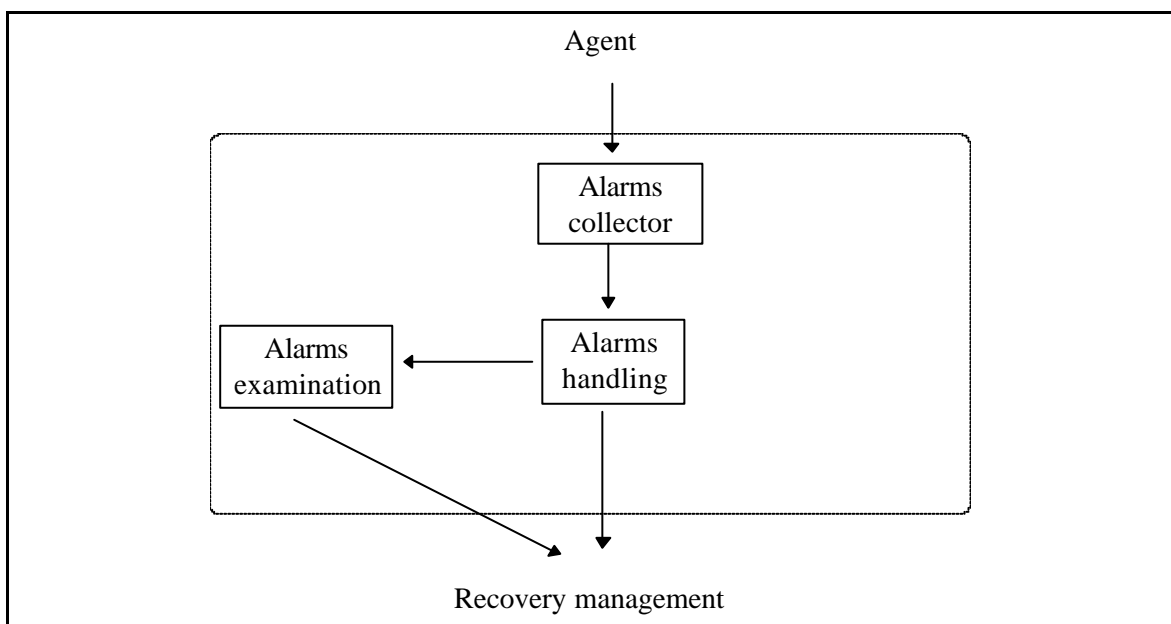 Agent
Alarms
collector
Alarms
examination
Alarms
handling
Recovery management